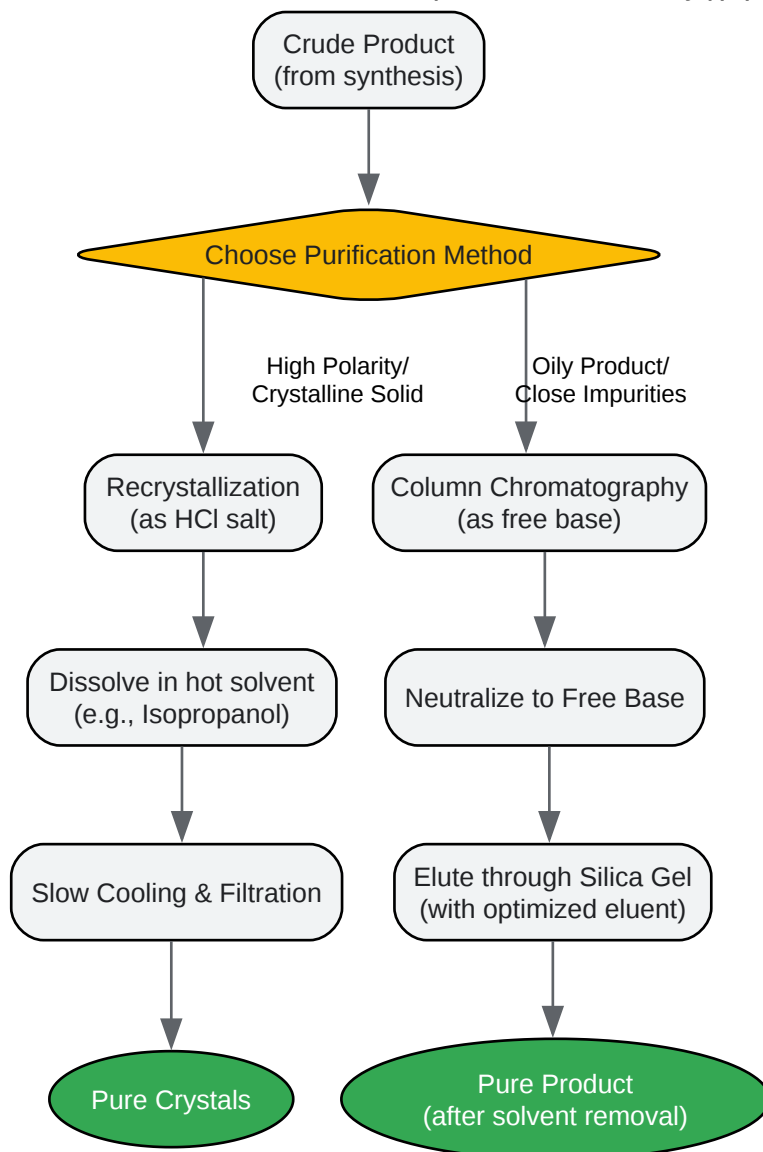 Crude Product
(from synthesis)
Choose Purification Method
High Polarity/
Crystalline Solid
Oily Product/
Close Impurities
Recrystallization
(as HCl salt)
Column Chromatography
(as free base)
Dissolve in hot solvent
(e.g., Isopropanol)
Neutralize to Free Base
Slow Cooling & Filtration
Elute through Silica Gel
(with optimized eluent)
Pure Crystals
Pure Product
(after solvent removal)